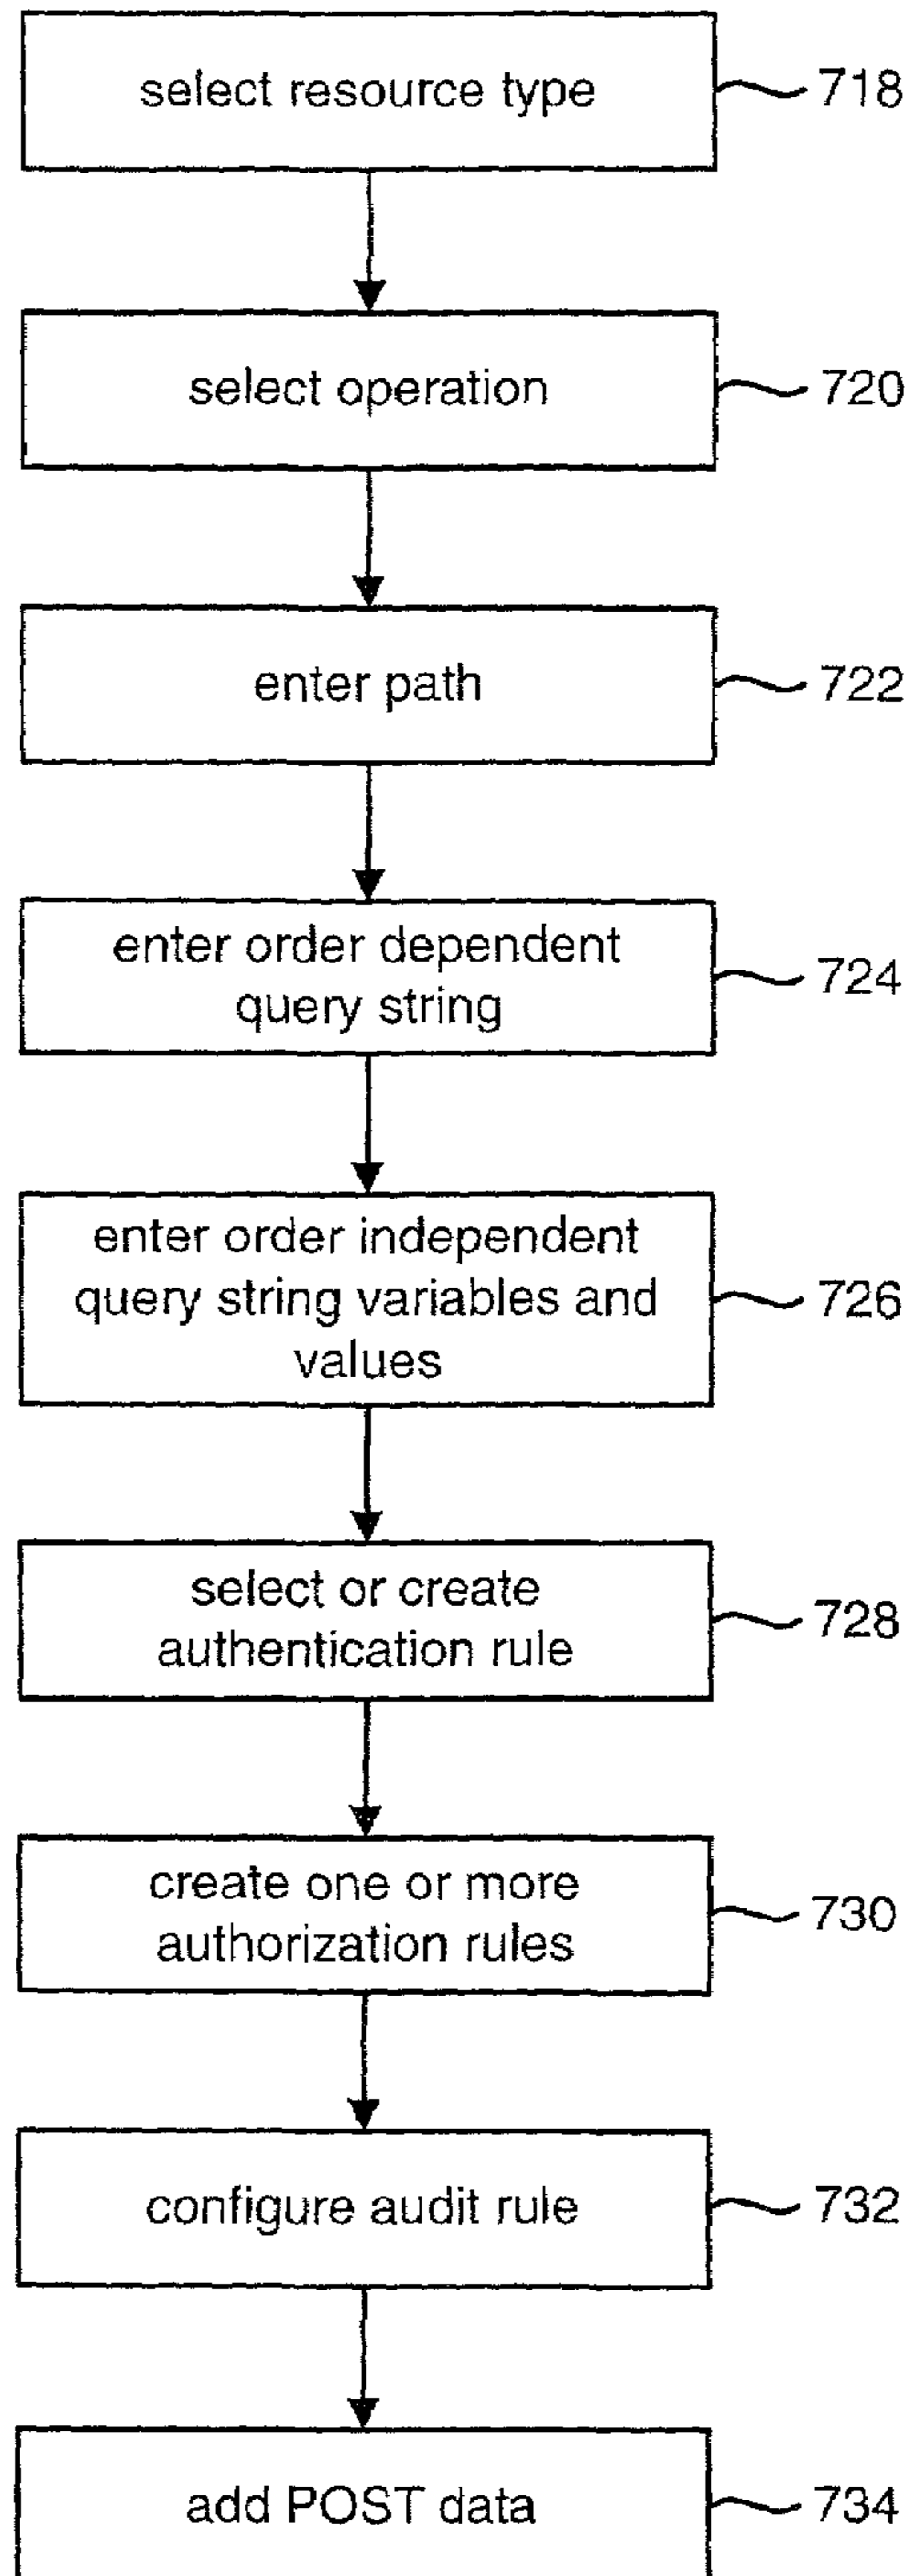 select resource type
718
select operation
720
enter path
722
enter order dependent
query string
724
enter order independent
query string variables and
values
726
select or create
authentication rule
728
create one or more
authorization rules
730
configure audit rule
732
add POST data
734